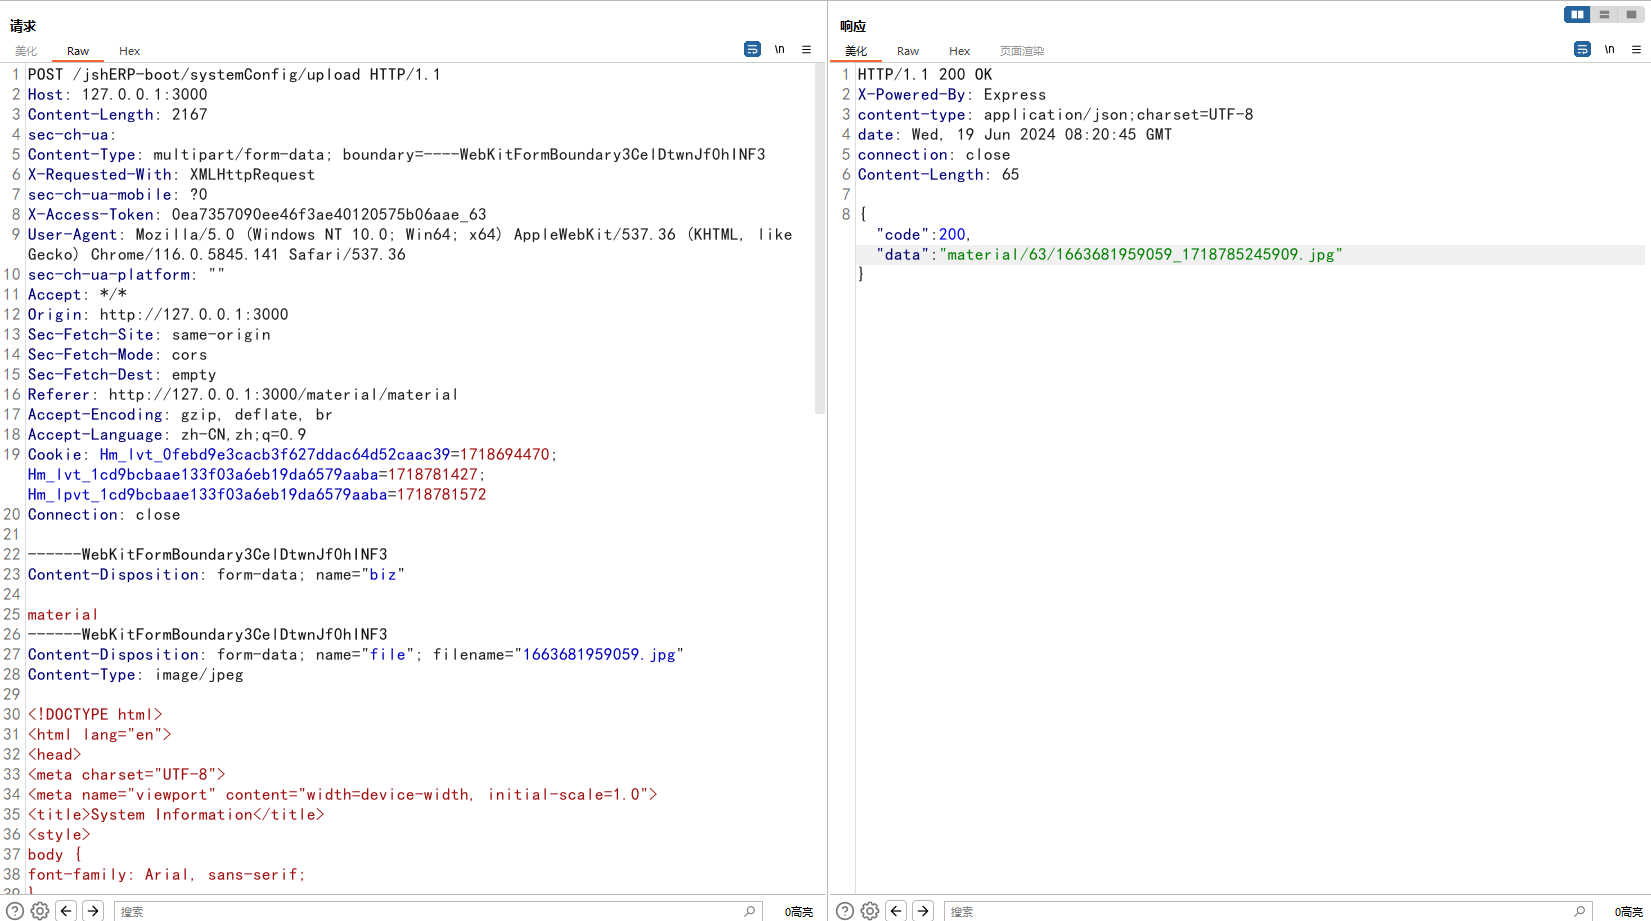 请求
美化 Raw Hex \n
1 POST /jshERP-boot/systemConfig/upload HTTP/1.1
2 Host: 127.0.0.1:3000
3 Content-Length: 2167
4 sec-ch-ua:
5 Content-Type: multipart/form-data; boundary=----WebKitFormBoundary3CelDtwnJf0hINF3
6 X-Requested-With: XMLHttpRequest
7 sec-ch-ua-mobile: ?0
8 X-Access-Token: 0ea7357090ee46f3ae40120575b06aae_63
9 User-Agent: Mozilla/5.0 (Windows NT 10.0; Win64; x64) AppleWebKit/537.36 (KHTML, like
Gecko) Chrome/116.0.5845.141 Safari/537.36
10 sec-ch-ua-platform: ""
11 Accept: */*
12 Origin: http://127.0.0.1:3000
13 Sec-Fetch-Site: same-origin
14 Sec-Fetch-Mode: cors
15 Sec-Fetch-Dest: empty
16 Referer: http://127.0.0.1:3000/material/material
17 Accept-Encoding: gzip, deflate, br
18 Accept-Language: zh-CN,zh;q=0.9
19 Cookie: Hm_lvt_0febd9e3cacb3f627ddac64d52caac39=1718694470;
Hm_lvt_1cd9bcbaae133f03a6eb19da6579aaba=1718781427;
Hm_lpvt_1cd9bcbaae133f03a6eb19da6579aaba=1718781572
20 Connection: close
21
22 ------WebKitFormBoundary3CelDtwnJf0hINF3
23 Content-Disposition: form-data; name="biz"
24
25 material
26 ------WebKitFormBoundary3CelDtwnJf0hINF3
27 Content-Disposition: form-data; name="file"; filename="1663681959059.jpg"
28 Content-Type: image/jpeg
29
30 <!DOCTYPE html>
31 <html lang="en">
32 <head>
33 <meta charset="UTF-8">
34 <meta name="viewport" content="width=device-width, initial-scale=1.0">
35 <title>System Information</title>
36 <style>
37 body {
38 font-family: Arial, sans-serif;
39 }
搜索 0高亮
响应
美化 Raw Hex 页面渲染 \n
1 HTTP/1.1 200 OK
2 X-Powered-By: Express
3 content-type: application/json;charset=UTF-8
4 date: Wed, 19 Jun 2024 08:20:45 GMT
5 connection: close
6 Content-Length: 65
7
8 {
"code":200,
"data":"material/63/1663681959059_1718785245909.jpg"
}
搜索 0高亮